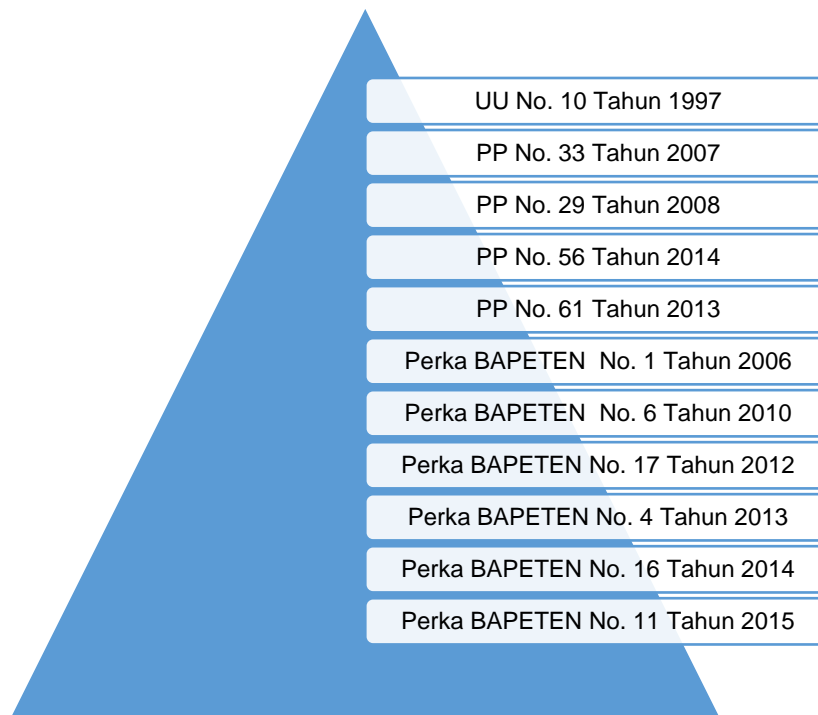 UU No. 10 Tahun 1997
PP No. 33 Tahun 2007
PP No. 29 Tahun 2008
PP No. 56 Tahun 2014
PP No. 61 Tahun 2013
Perka BAPETEN  No. 1 Tahun 2006
Perka BAPETEN  No. 6 Tahun 2010
Perka BAPETEN No. 17 Tahun 2012
Perka BAPETEN No. 4 Tahun 2013
Perka BAPETEN No. 16 Tahun 2014
Perka BAPETEN No. 11 Tahun 2015